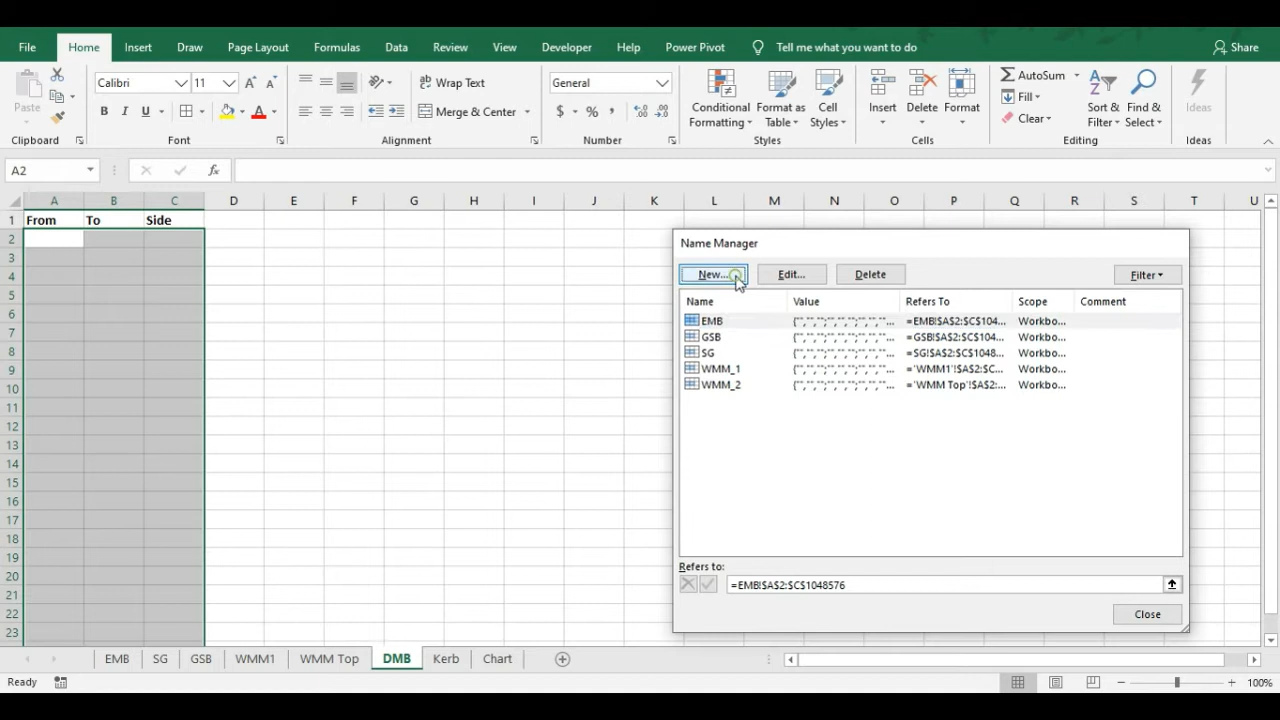 File Home Insert Draw Page Layout Formulas Data Review View Developer Help Power Pivot Tell me what you want to do Share
Paste
Calibri 11
B I U
Wrap Text
Merge & Center
General
$ % ,
Conditional Formatting
Format as Table
Cell Styles
Insert
Delete
Format
AutoSum
Fill
Clear
Sort & Filter
Find & Select
Ideas
Clipboard Font Alignment Number Styles Cells Editing Ideas
A2 fx
A B C D E F G H I J K L M N O P Q R S T U
1 From To Side
2
3
4
5
6
7
8
9
10
11
12
13
14
15
16
17
18
19
20
21
22
23
Name Manager
New... Edit... Delete Filter
Name Value Refers To Scope Comment
EMB {"","","";"","","";"","",""... =EMB!$A$2:$C$104... Workbo...
GSB {"","","";"","","";"","",""... =GSB!$A$2:$C$104... Workbo...
SG {"","","";"","","";"","",""... =SG!$A$2:$C$1048... Workbo...
WMM_1 {"","","";"","","";"","",""... ='WMM1'!$A$2:$C... Workbo...
WMM_2 {"","","";"","","";"","",""... ='WMM Top'!$A$2:... Workbo...
Refers to:
=EMB!$A$2:$C$1048576
Close
EMB SG GSB WMM1 WMM Top DMB Kerb Chart
Ready 100%